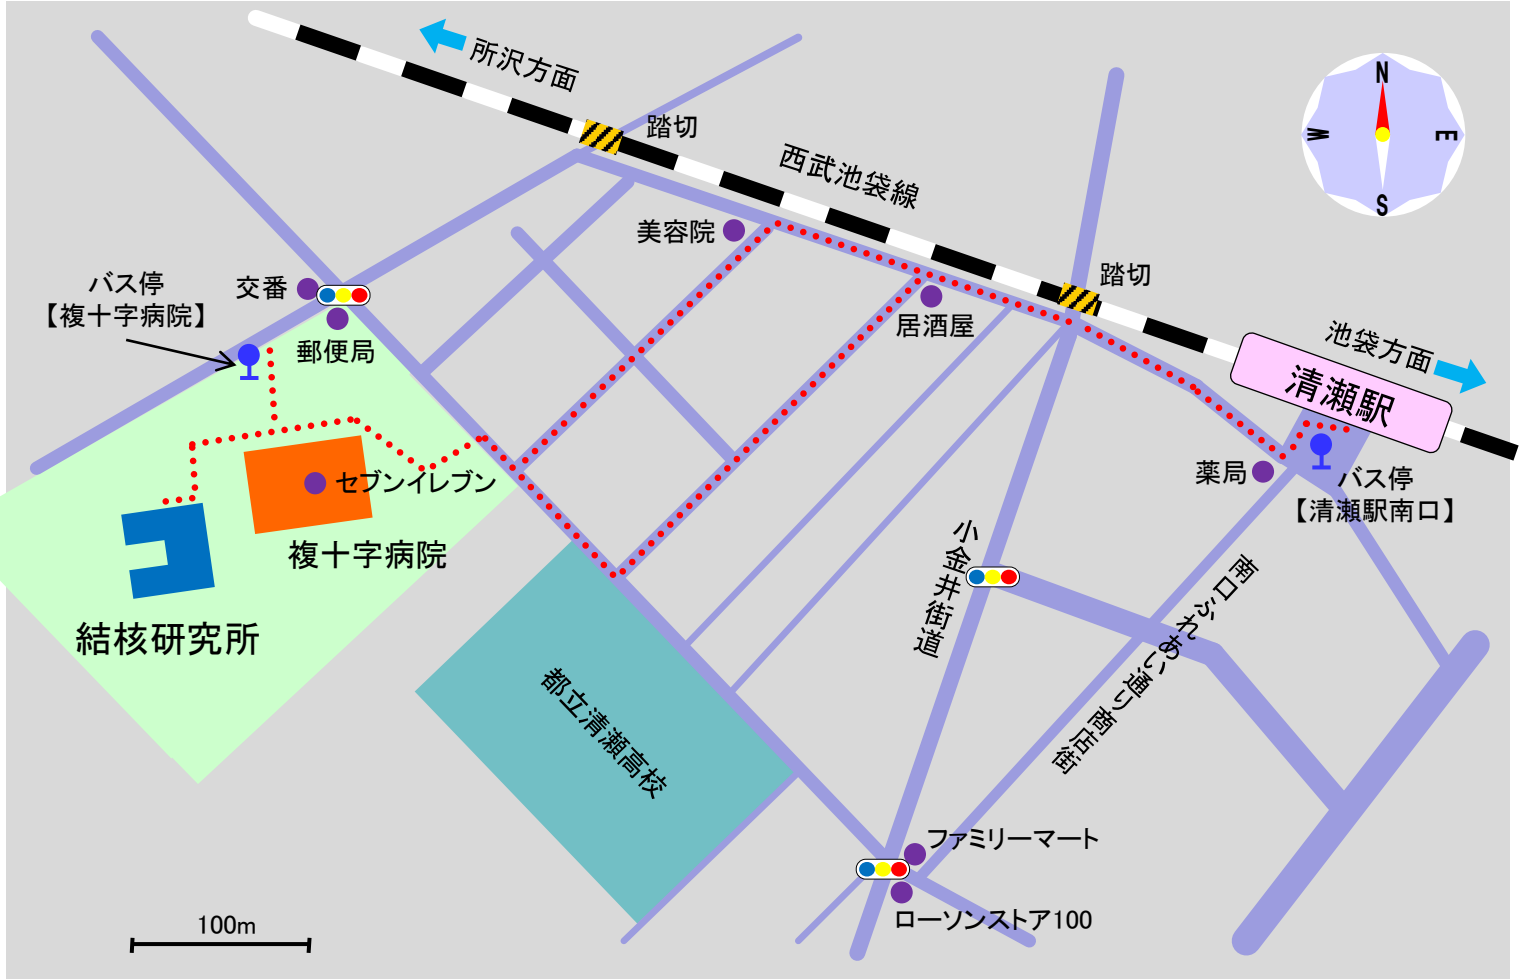 所沢方面
踏切
西武池袋線
N
E
S
W
美容院
踏切
バス停
【複十字病院】
交番
郵便局
居酒屋
池袋方面
清瀬駅
薬局
バス停
【清瀬駅南口】
セブンイレブン
複十字病院
結核研究所
小金井街道
南口ふれあい通り商店街
都立清瀬高校
ファミリーマート
ローソンストア100
100m